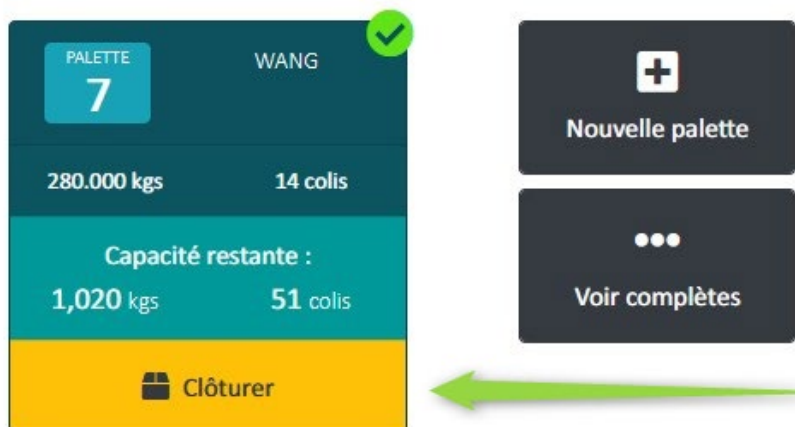 PALETTE
7
WANG
280.000 kgs
14 colis
Capacité restante :
1,020 kgs
51 colis
Clôturer
Nouvelle palette
Voir complètes